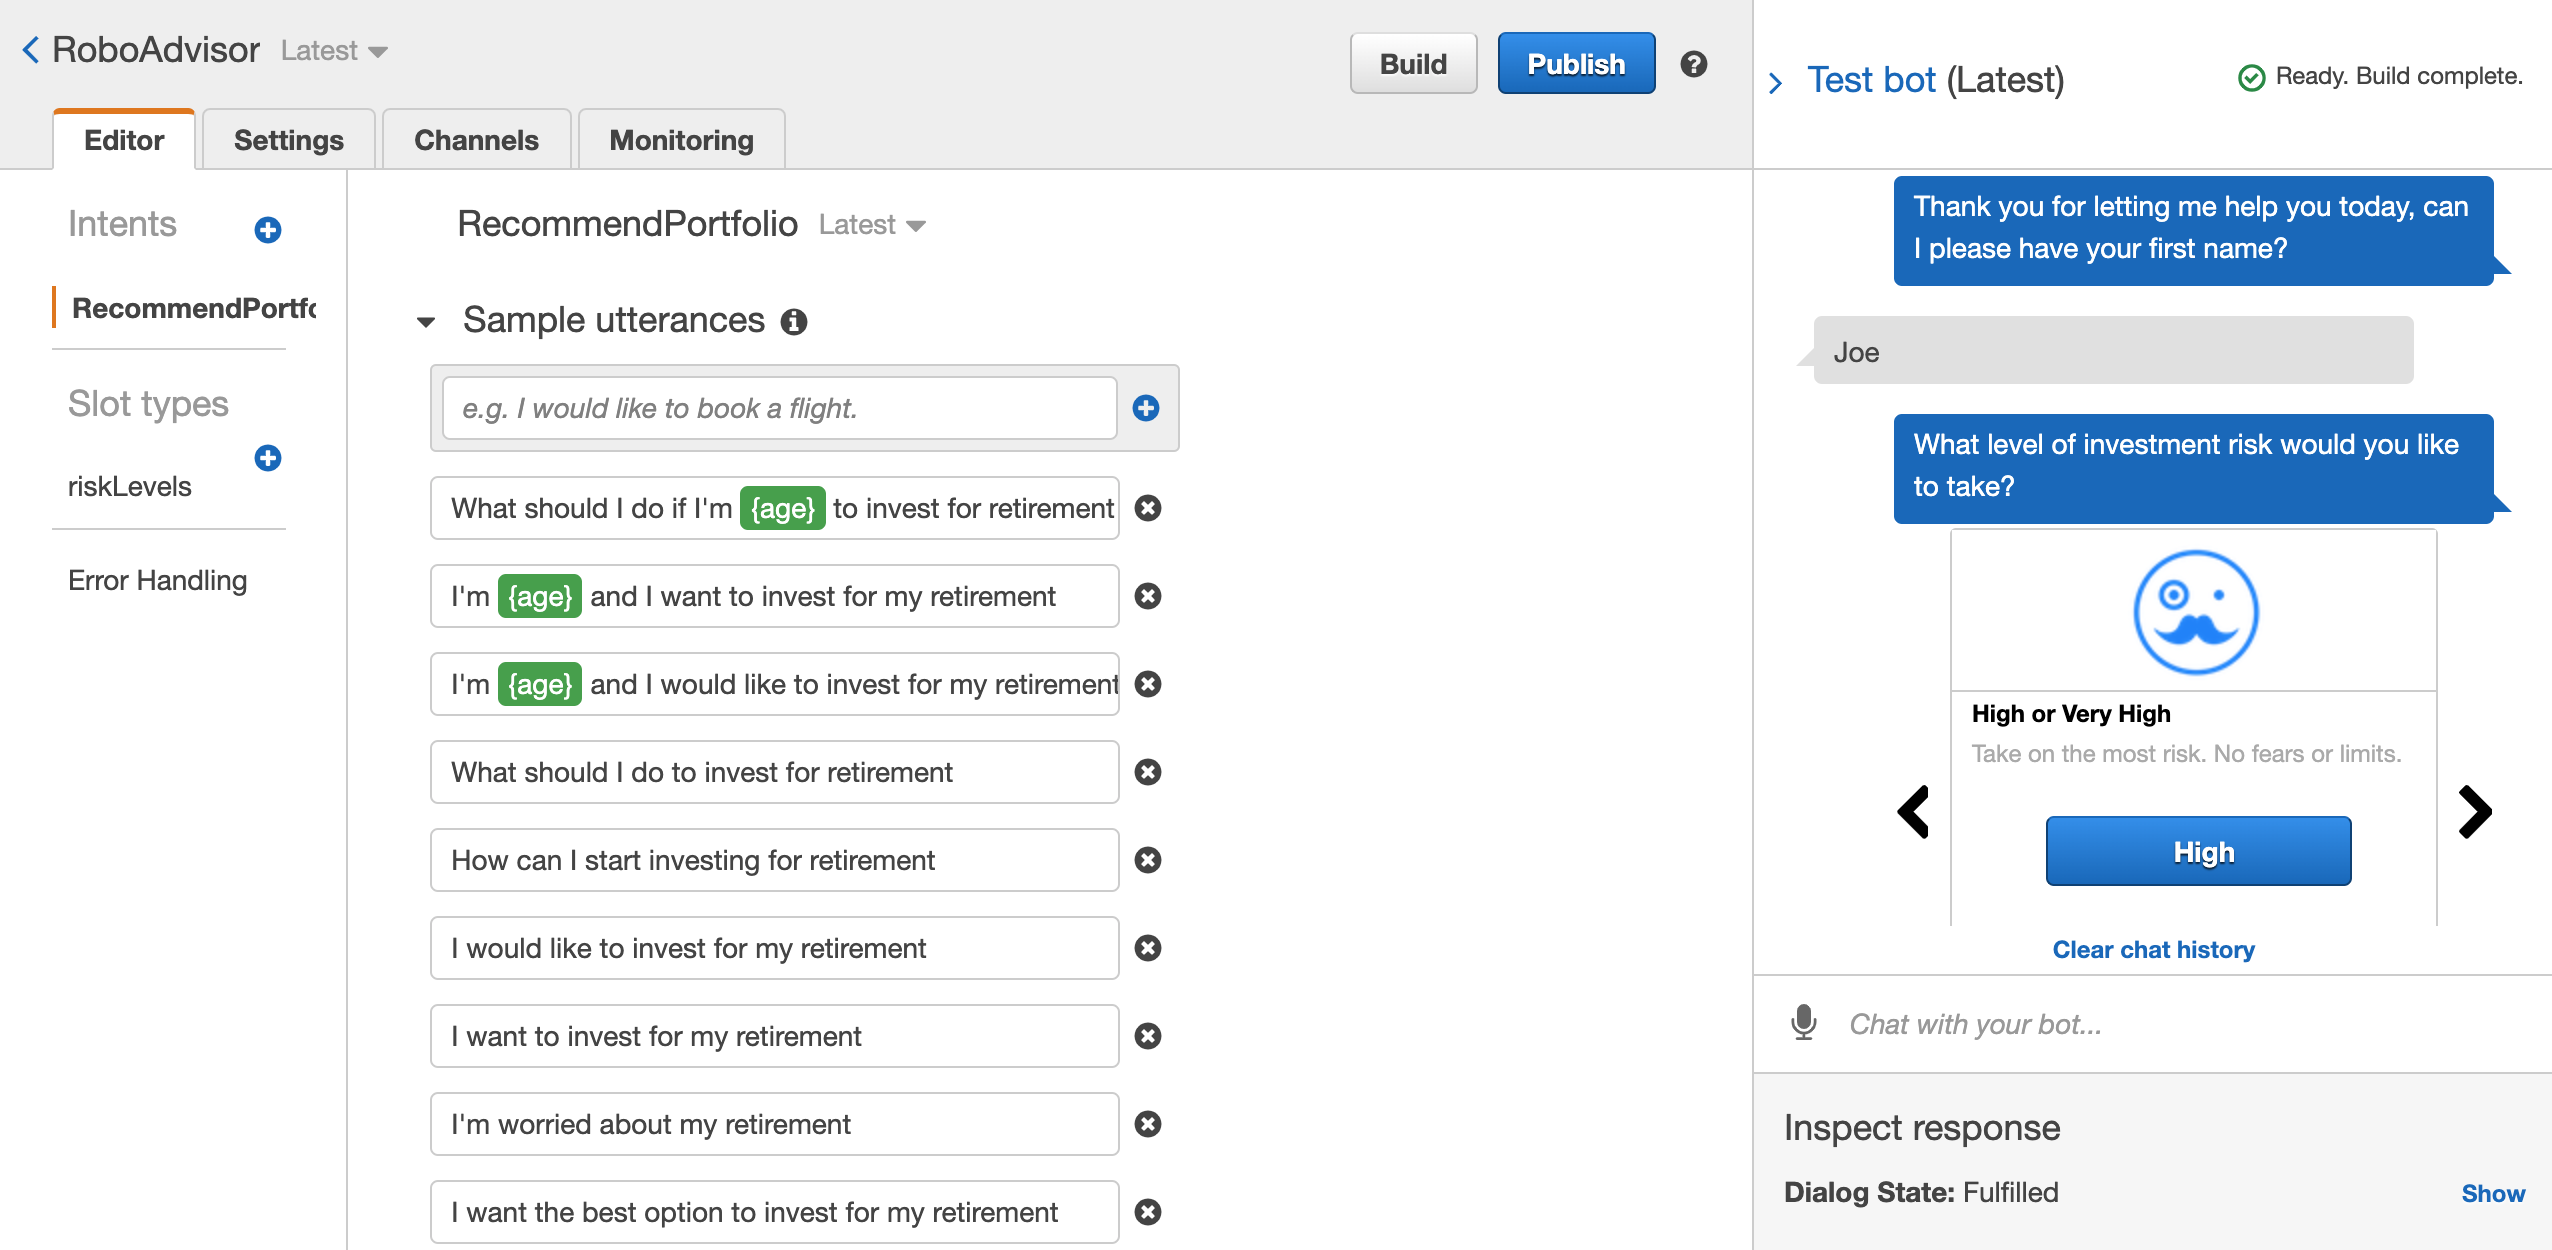 RoboAdvisor Latest
Build
Publish
Editor
Settings
Channels
Monitoring
Intents
RecommendPortfo
Slot types
riskLevels
Error Handling
RecommendPortfolio Latest
Sample utterances
e.g. I would like to book a flight.
What should I do if I'm {age} to invest for retirement
I'm {age} and I want to invest for my retirement
I'm {age} and I would like to invest for my retirement
What should I do to invest for retirement
How can I start investing for retirement
I would like to invest for my retirement
I want to invest for my retirement
I'm worried about my retirement
I want the best option to invest for my retirement
Test bot (Latest)
Ready. Build complete.
Thank you for letting me help you today, can
I please have your first name?
Joe
What level of investment risk would you like
to take?
High or Very High
Take on the most risk. No fears or limits.
High
Clear chat history
Chat with your bot...
Inspect response
Dialog State: Fulfilled
Show